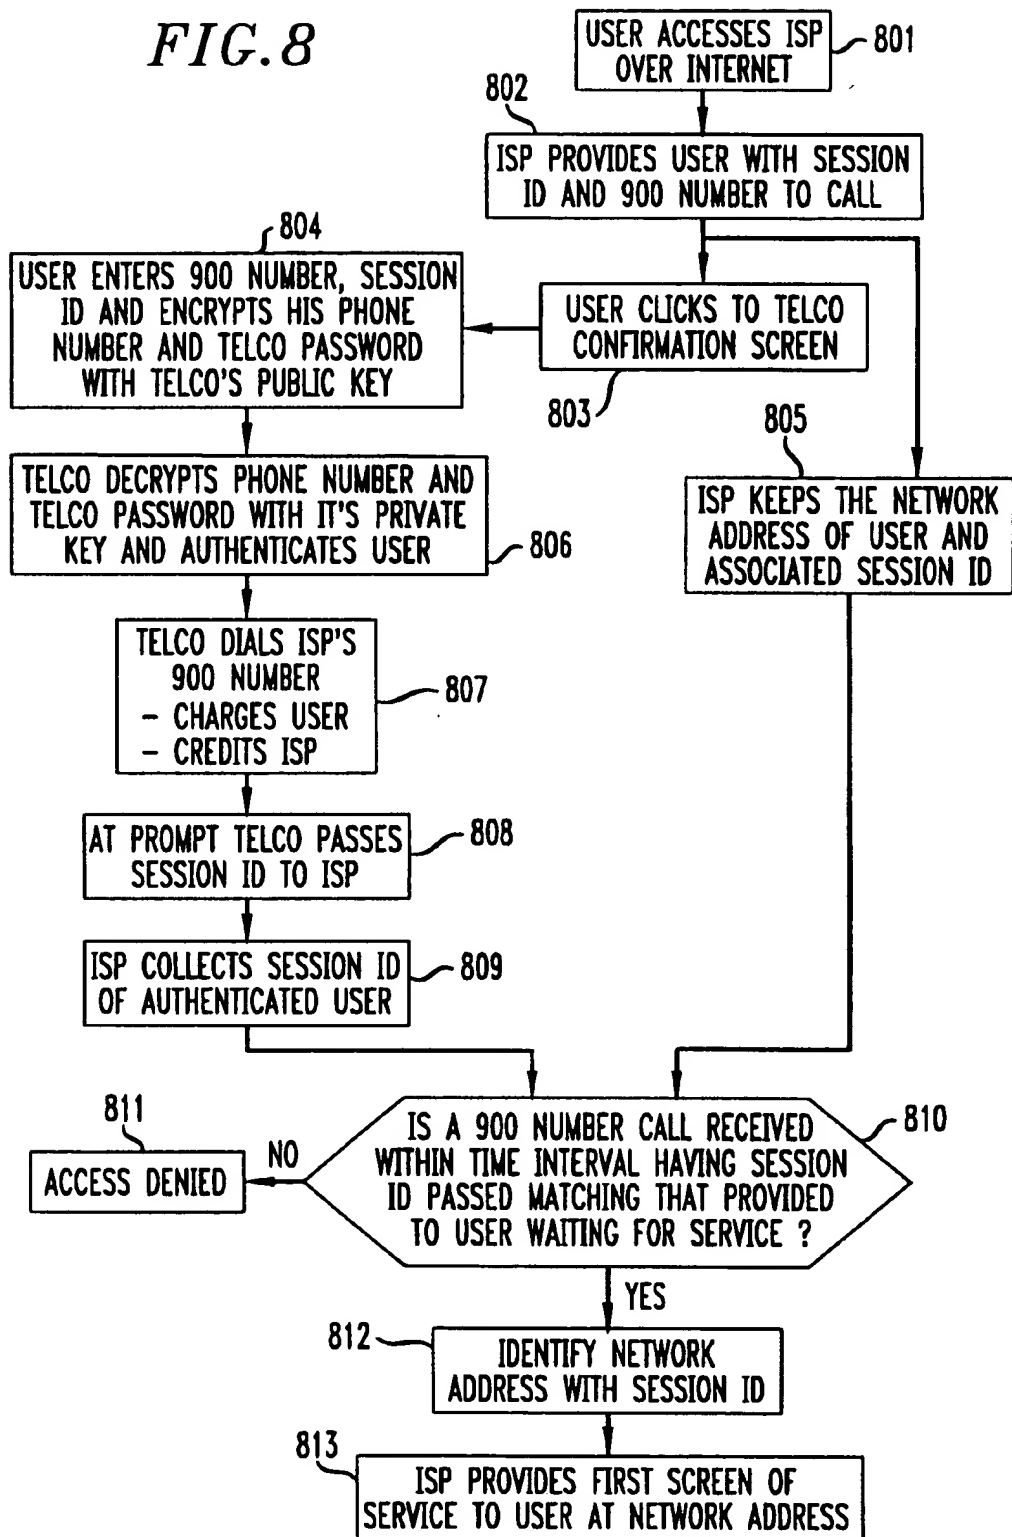 FIG.8
USER ACCESSES ISP
OVER INTERNET
801
802
ISP PROVIDES USER WITH SESSION
ID AND 900 NUMBER TO CALL
804
USER ENTERS 900 NUMBER, SESSION
ID AND ENCRYPTS HIS PHONE
NUMBER AND TELCO PASSWORD
WITH TELCO'S PUBLIC KEY
USER CLICKS TO TELCO
CONFIRMATION SCREEN
803
805
ISP KEEPS THE NETWORK
ADDRESS OF USER AND
ASSOCIATED SESSION ID
TELCO DECRYPTS PHONE NUMBER AND
TELCO PASSWORD WITH IT'S PRIVATE
KEY AND AUTHENTICATES USER
806
TELCO DIALS ISP'S
900 NUMBER
- CHARGES USER
- CREDITS ISP
807
AT PROMPT TELCO PASSES
SESSION ID TO ISP
808
ISP COLLECTS SESSION ID
OF AUTHENTICATED USER
809
IS A 900 NUMBER CALL RECEIVED
WITHIN TIME INTERVAL HAVING SESSION
ID PASSED MATCHING THAT PROVIDED
TO USER WAITING FOR SERVICE ?
810
811
NO
ACCESS DENIED
YES
812
IDENTIFY NETWORK
ADDRESS WITH SESSION ID
813
ISP PROVIDES FIRST SCREEN OF
SERVICE TO USER AT NETWORK ADDRESS